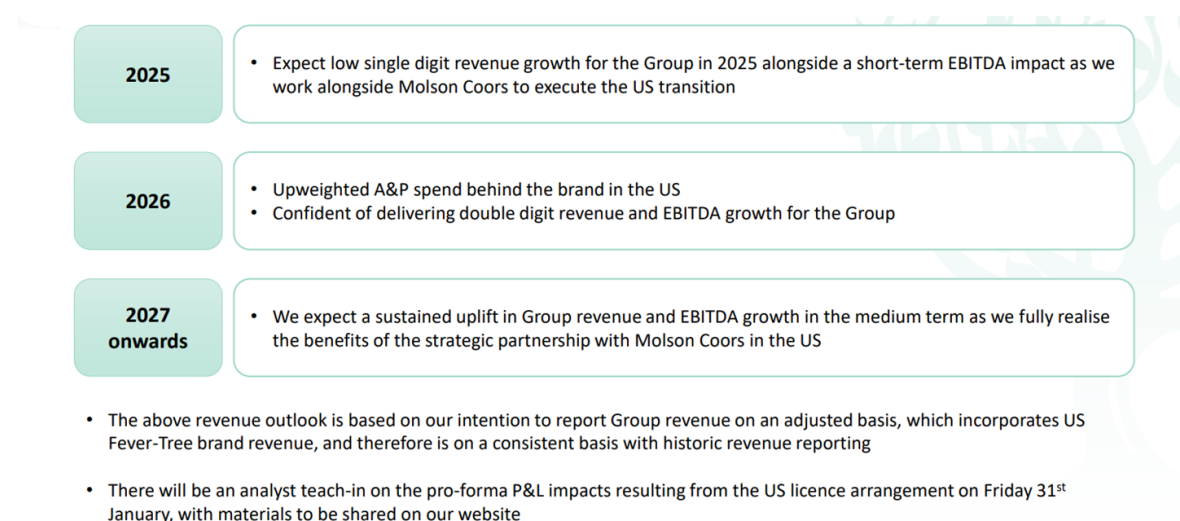 2025
• Expect low single digit revenue growth for the Group in 2025 alongside a short-term EBITDA impact as we
work alongside Molson Coors to execute the US transition
2026
• Upweighted A&P spend behind the brand in the US
• Confident of delivering double digit revenue and EBITDA growth for the Group
2027
onwards
• We expect a sustained uplift in Group revenue and EBITDA growth in the medium term as we fully realise
the benefits of the strategic partnership with Molson Coors in the US
• The above revenue outlook is based on our intention to report Group revenue on an adjusted basis, which incorporates US
Fever-Tree brand revenue, and therefore is on a consistent basis with historic revenue reporting
• There will be an analyst teach-in on the pro-forma P&L impacts resulting from the US licence arrangement on Friday 31st
January, with materials to be shared on our website